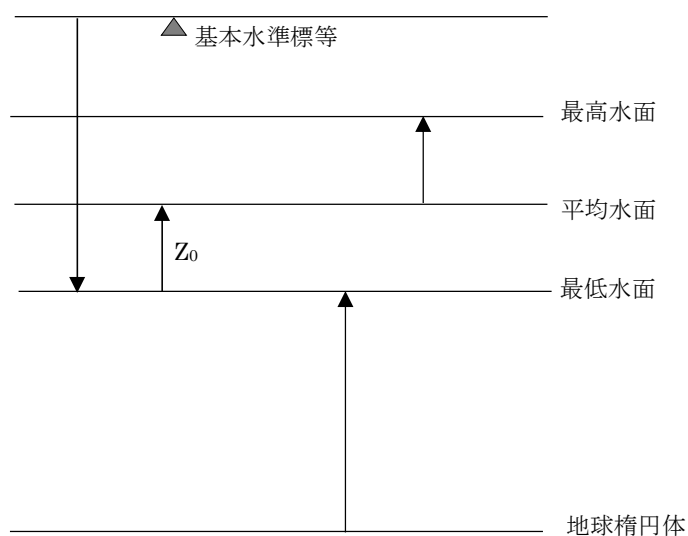 基本水準標等
最高水面
平均水面
Z₀
最低水面
地球楕円体